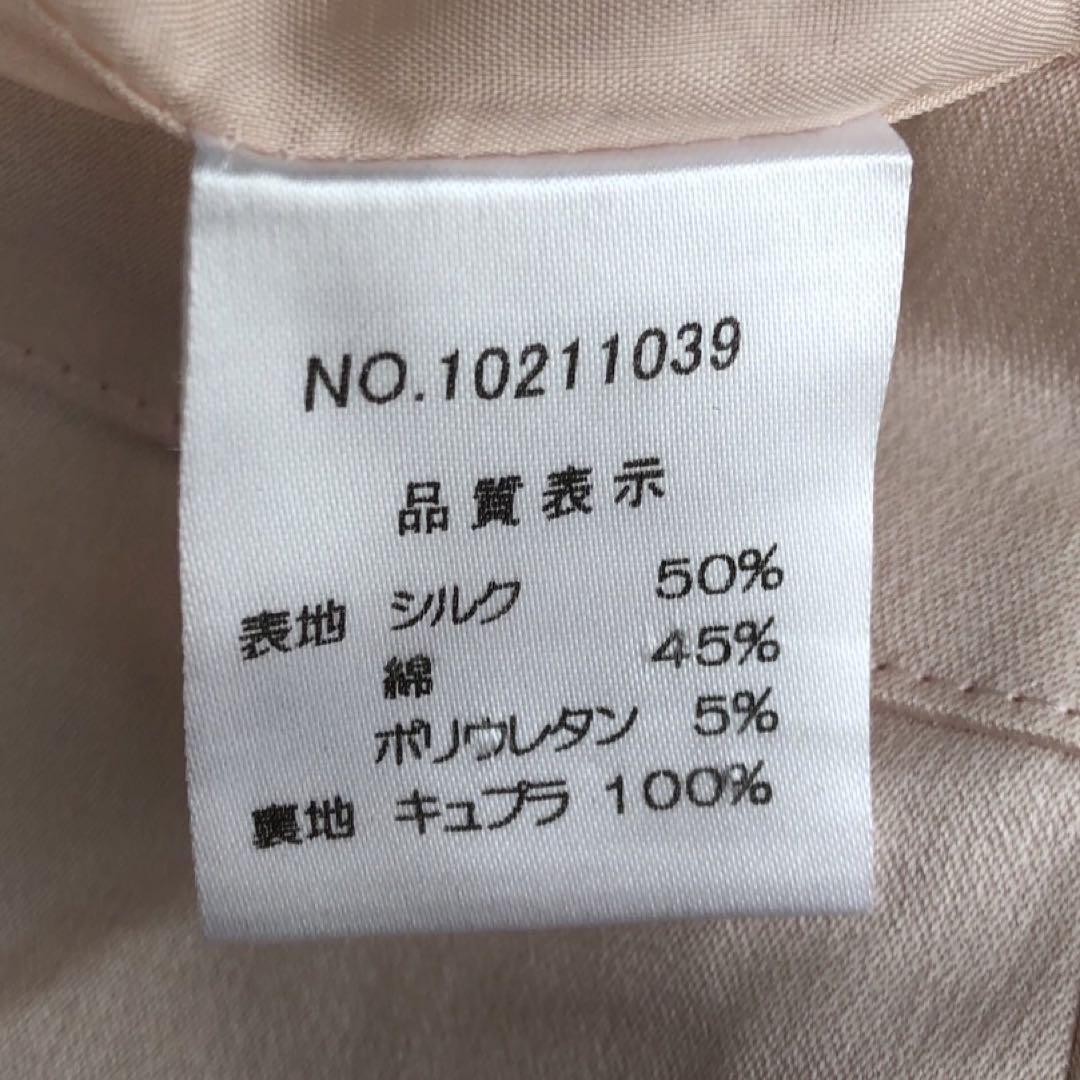 NO.10211039
品質表示
表地 シルク 50%
綿 45%
ポリウレタン 5%
裏地 キュプラ 100%